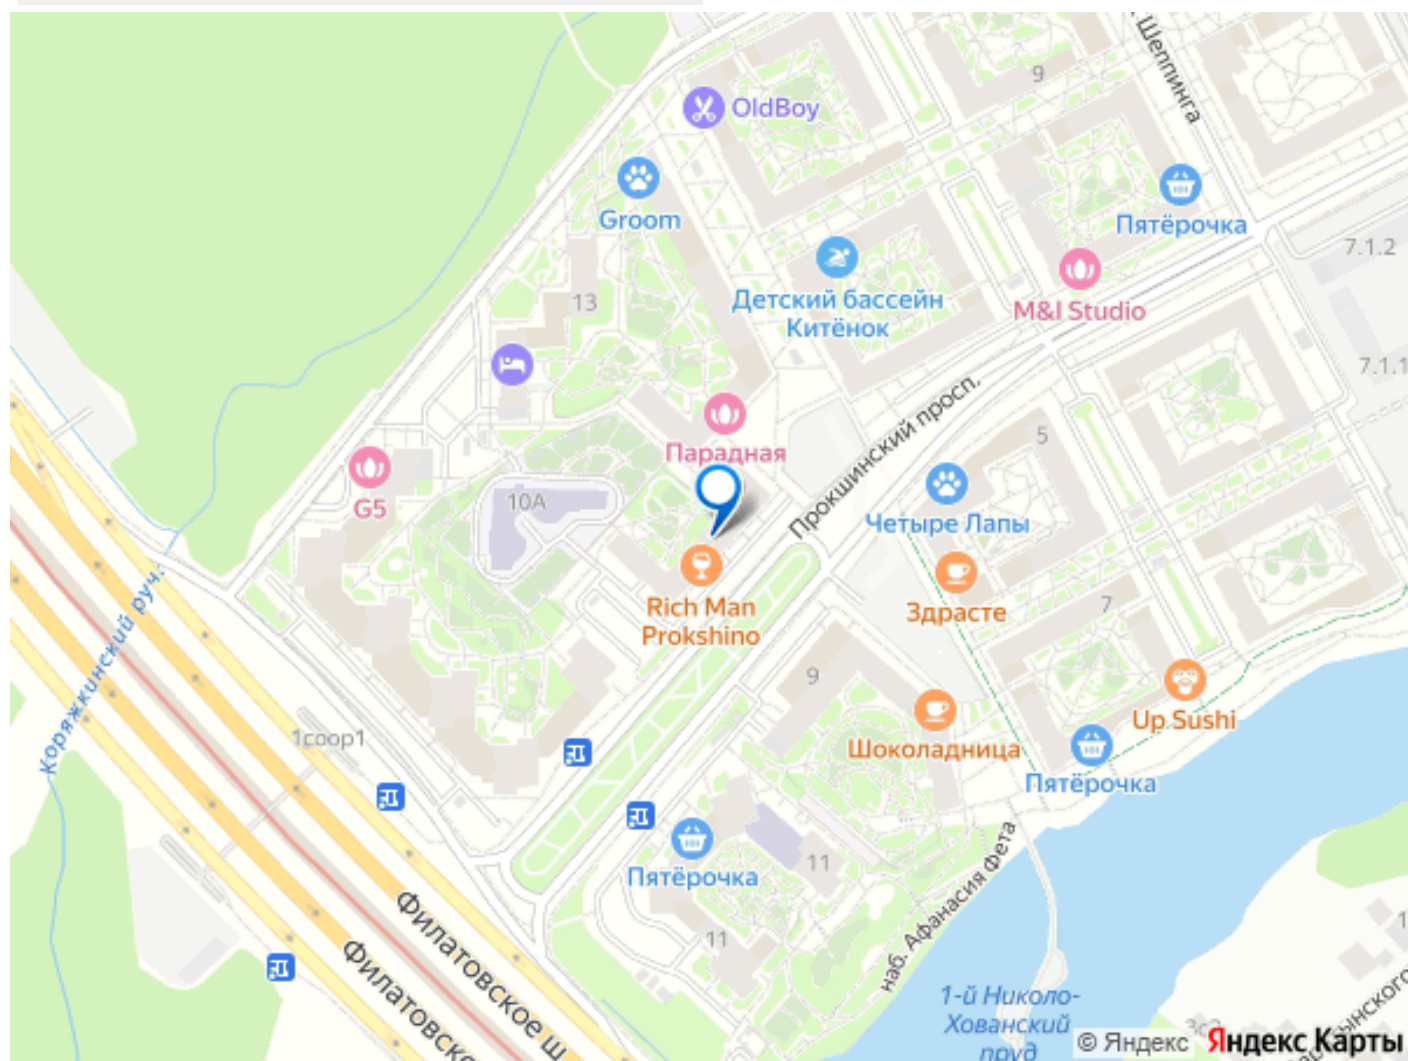 Шеппинга
9
OldBoy
Groom
Пятёрочка
7.1.2
Детский бассейн
Китёнок
M&I Studio
13
7.1.1
Прокшинский просп.
Парадная
5
G5
10А
Четыре Лапы
Rich Man
Prokshino
Здрасте
7
Коряжкинский руч.
9
Up Sushi
1соор1
Шоколадница
Пятёрочка
Пятёрочка
11
наб. Афанасия Фета
11
Филатовское ш
Филатовское
1-й Николо-
Хованский
пруд
© Яндекс Яндекс Карты